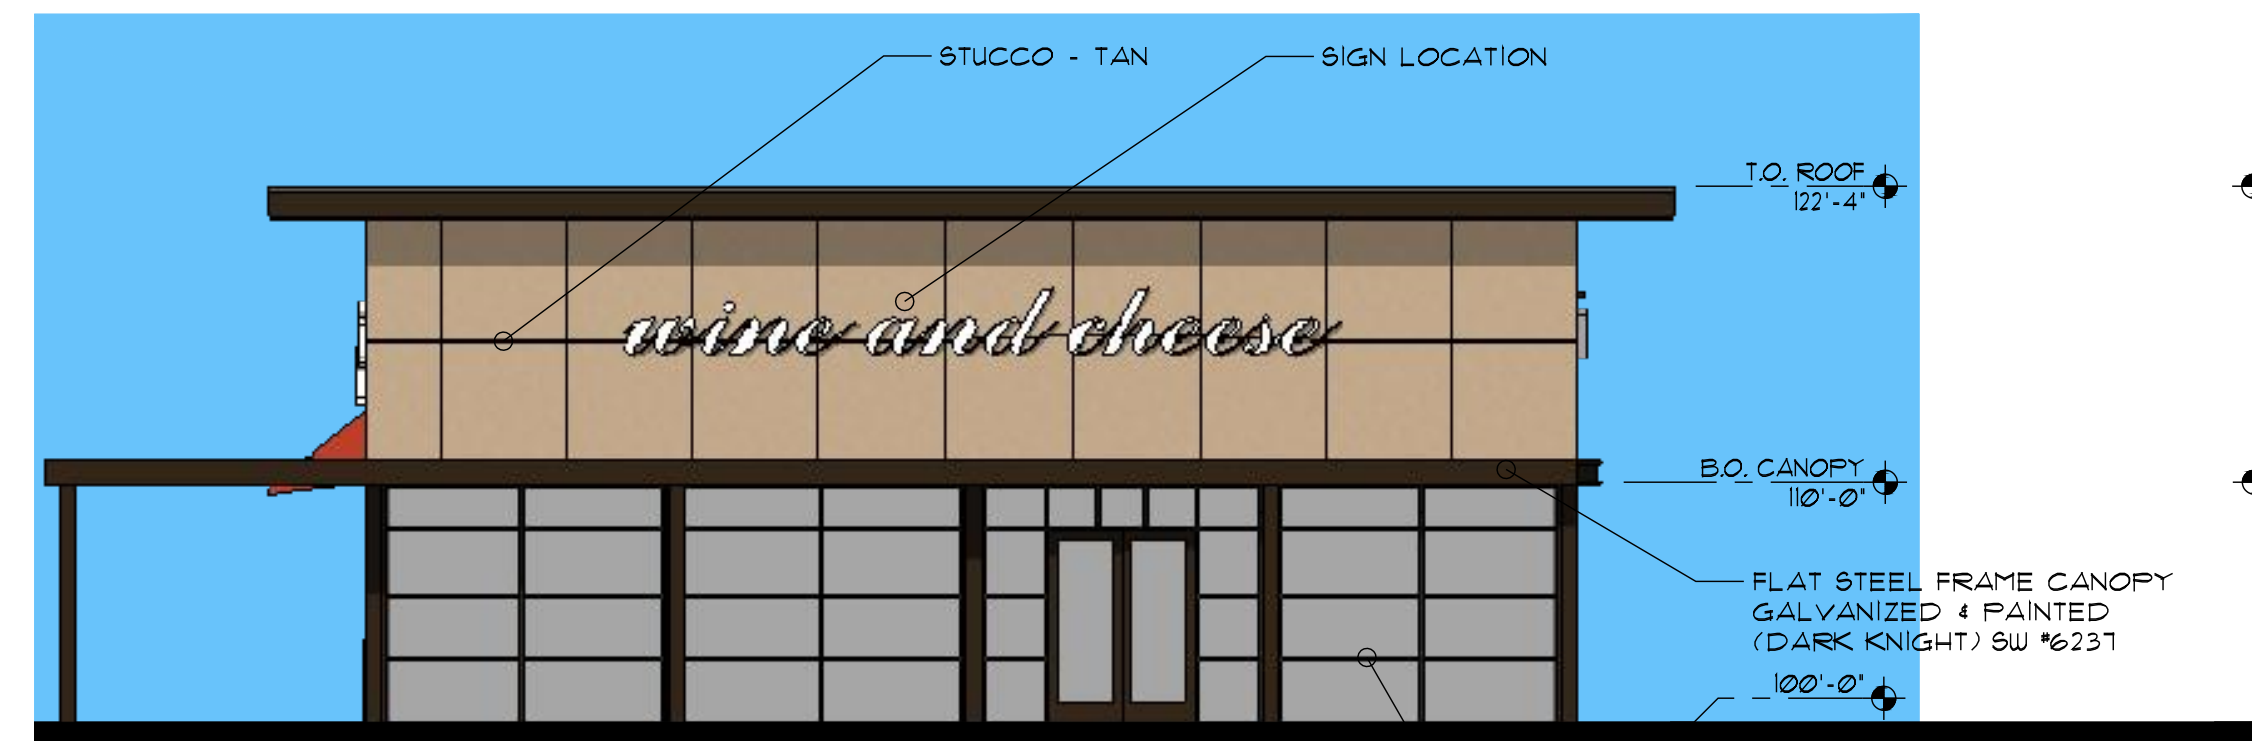 STUCCO - TAN
SIGN LOCATION
T.O. ROOF
122'-4"
wine and cheese
B.O. CANOPY
110'-0"
FLAT STEEL FRAME CANOPY
GALVANIZED & PAINTED
(DARK KNIGHT) SW #6237
100'-0"